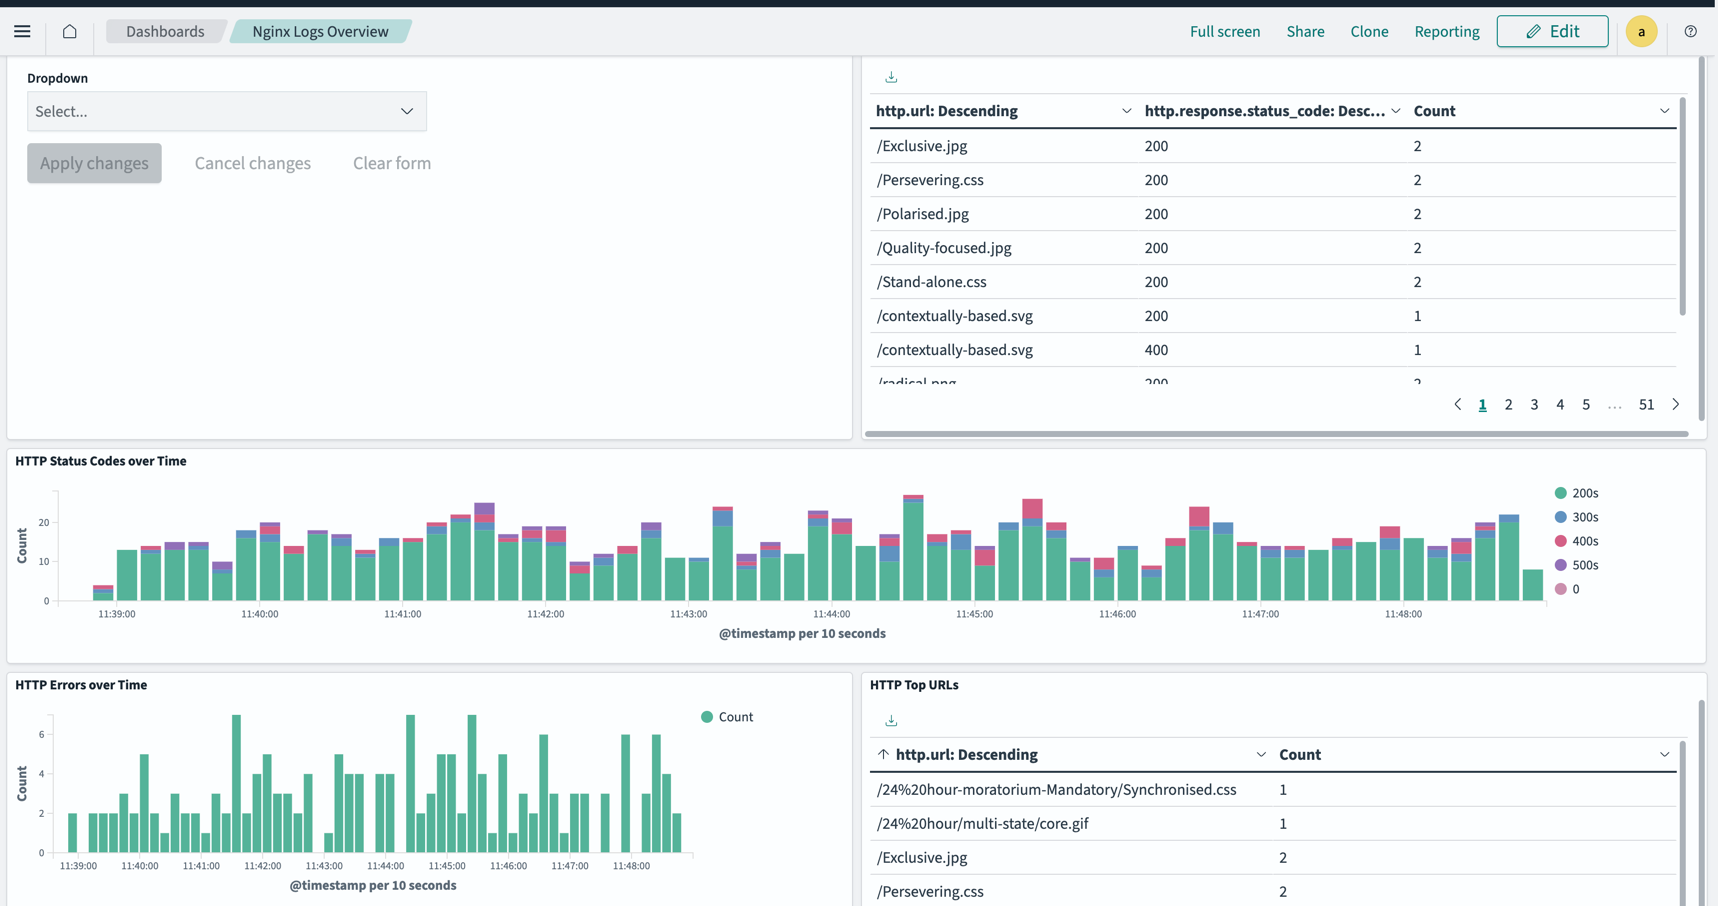 Dashboards
Nginx Logs Overview
Full screen
Share
Clone
Reporting
Edit
a
Dropdown
Select...
Apply changes
Cancel changes
Clear form
http.url: Descending http.response.status_code: Desc... Count
/Exclusive.jpg 200 2
/Persevering.css 200 2
/Polarised.jpg 200 2
/Quality-focused.jpg 200 2
/Stand-alone.css 200 2
/contextually-based.svg 200 1
/contextually-based.svg 400 1
/radical.png 200 2
1 2 3 4 5 ... 51
HTTP Status Codes over Time
Count
20
10
0
11:39:00 11:40:00 11:41:00 11:42:00 11:43:00 11:44:00 11:45:00 11:46:00 11:47:00 11:48:00
@timestamp per 10 seconds
200s
300s
400s
500s
0
HTTP Errors over Time
Count
6
4
2
0
11:39:00 11:40:00 11:41:00 11:42:00 11:43:00 11:44:00 11:45:00 11:46:00 11:47:00 11:48:00
@timestamp per 10 seconds
Count
HTTP Top URLs
http.url: Descending Count
/24%20hour-moratorium-Mandatory/Synchronised.css 1
/24%20hour/multi-state/core.gif 1
/Exclusive.jpg 2
/Persevering.css 2